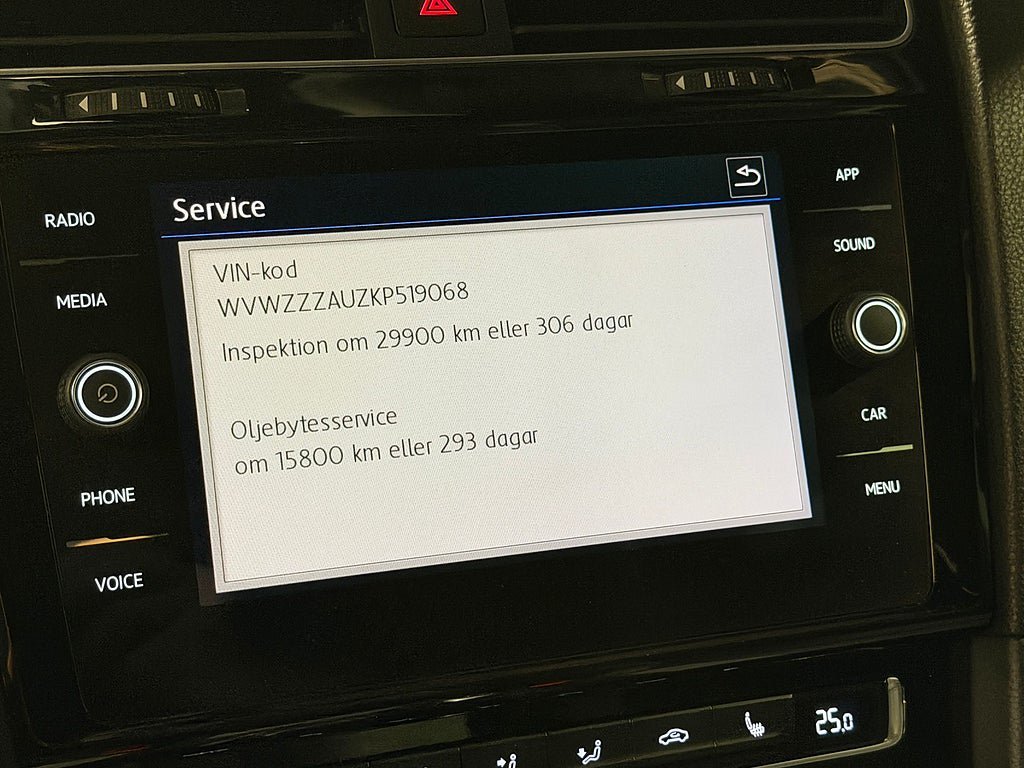 RADIO
MEDIA
PHONE
VOICE
Service
VIN-kod
WVWZZZAUZKP519068
Inspektion om 29900 km eller 306 dagar
Oljebytesservice
om 15800 km eller 293 dagar
APP
SOUND
CAR
MENU
25.0